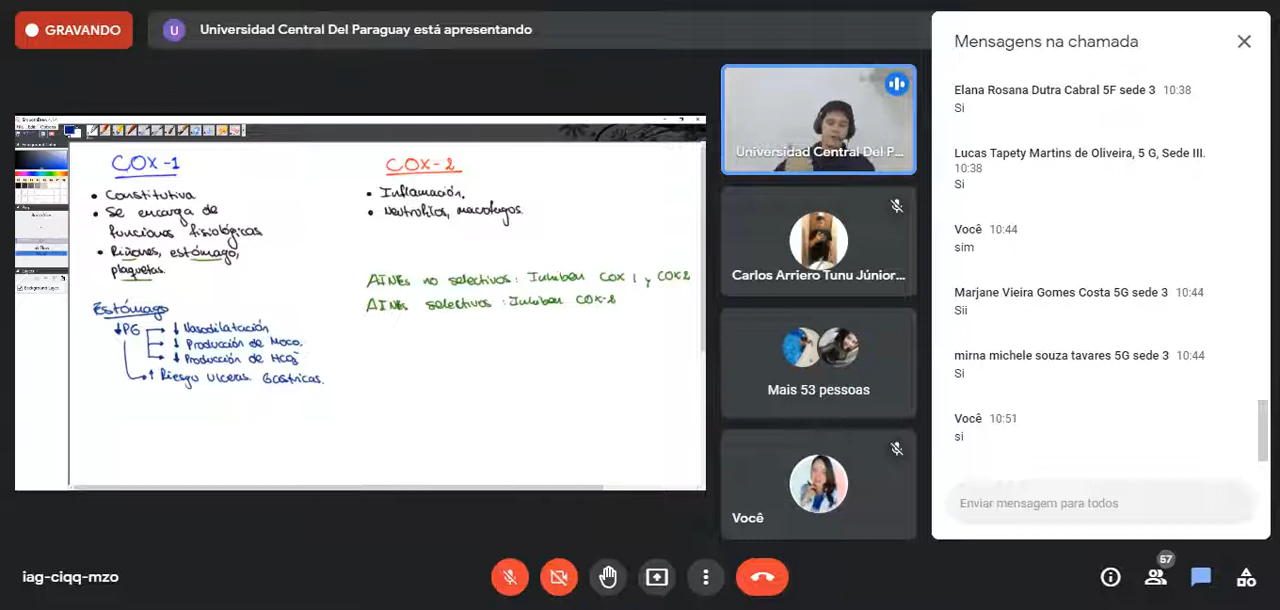 GRAVANDO
U
Universidad Central Del Paraguay está apresentando
Mensagens na chamada
COX-1
• Constitutiva
• Se encarga de
funciones fisiológicas
• Riñones, estómago,
plaquetas.
Estómago
↓PG
↓ Vasodilatación
↓ Producción de Moco.
↓ Producción de
↑ Riesgo ulceras Gastricas.
COX-2
• Inflamación.
• Neutrofilos, macofagos.
AINEs no selectivos: Inhiben COX 1 y COX2
AINEs selectivos: Inhiben COX-2
Universidad Central Del P...
Carlos Arriero Tunu Júnior...
Mais 53 pessoas
Você
Elana Rosana Dutra Cabral 5F sede 3 10:38
Si
Lucas Tapety Martins de Oliveira, 5 G, Sede III.
10:38
Si
Você 10:44
sim
Marjane Vieira Gomes Costa 5G sede 3 10:44
Sii
mirna michele souza tavares 5G sede 3 10:44
Si
Você 10:51
si
Enviar mensagem para todos
iag-ciqq-mzo
57